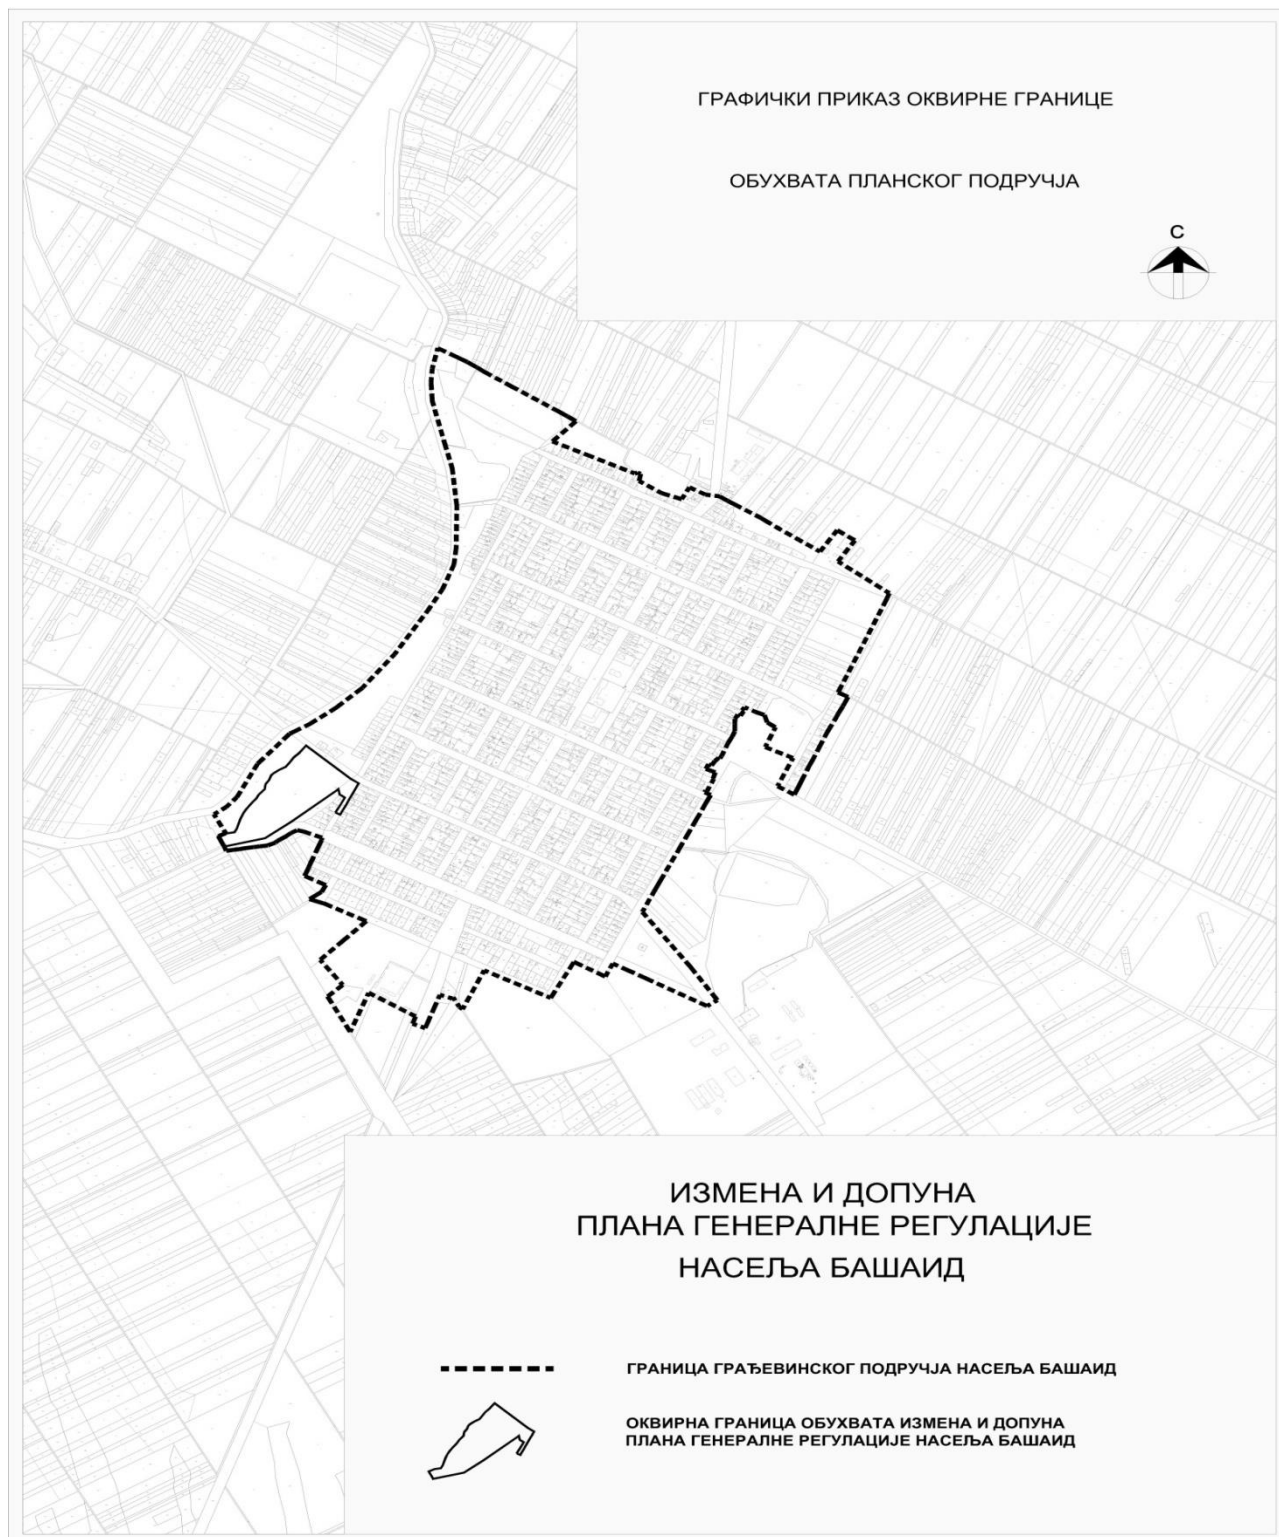 ГРАФИЧКИ ПРИКАЗ ОКВИРНЕ ГРАНИЦЕ
ОБУХВАТА ПЛАНСКОГ ПОДРУЧЈА
С
ИЗМЕНА И ДОПУНА
ПЛАНА ГЕНЕРАЛНЕ РЕГУЛАЦИЈЕ
НАСЕЉА БАШАИД
ГРАНИЦА ГРАЂЕВИНСКОГ ПОДРУЧЈА НАСЕЉА БАШАИД
ОКВИРНА ГРАНИЦА ОБУХВАТА ИЗМЕНА И ДОПУНА
ПЛАНА ГЕНЕРАЛНЕ РЕГУЛАЦИЈЕ НАСЕЉА БАШАИД